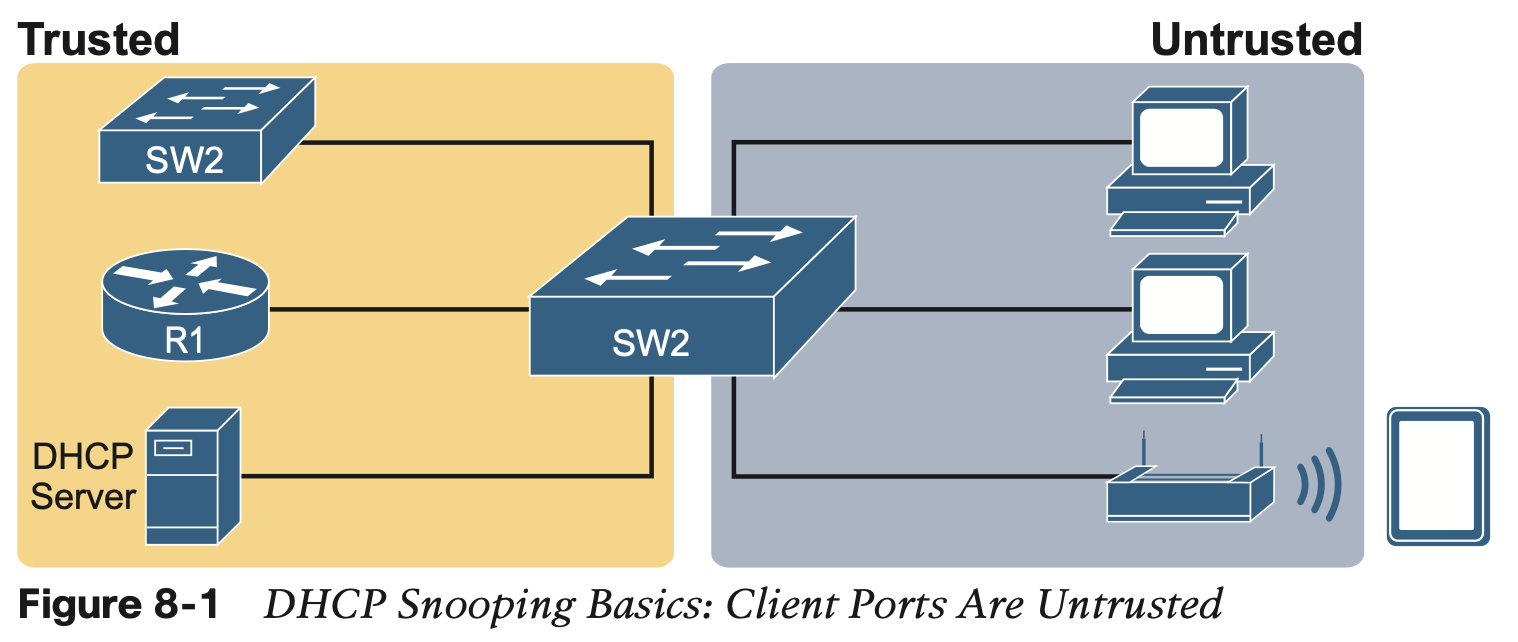 Trusted
Untrusted
SW2
R1
SW2
DHCP
Server
Figure 8-1 DHCP Snooping Basics: Client Ports Are Untrusted